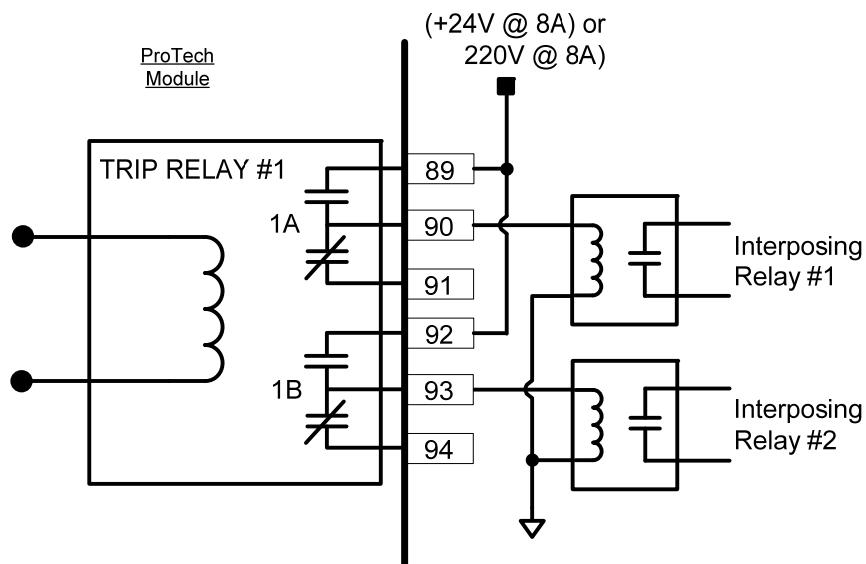 (+24V @ 8A) or
220V @ 8A)
ProTech
Module
TRIP RELAY #1
89
1A
90
91
92
1B
93
94
Interposing
Relay #1
Interposing
Relay #2